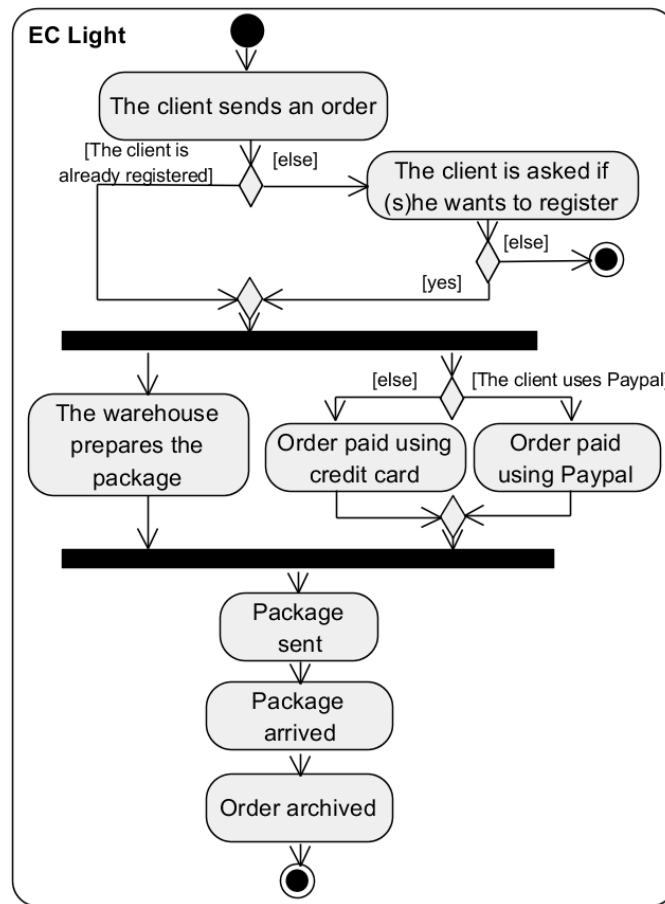 EC Light
The client sends an order
[The client is
already registered]
[else]
The client is asked if
(s)he wants to register
[else]
[yes]
[else]
[The client uses Paypal]
The warehouse
prepares the
package
Order paid using
credit card
Order paid
using Paypal
Package
sent
Package
arrived
Order archived